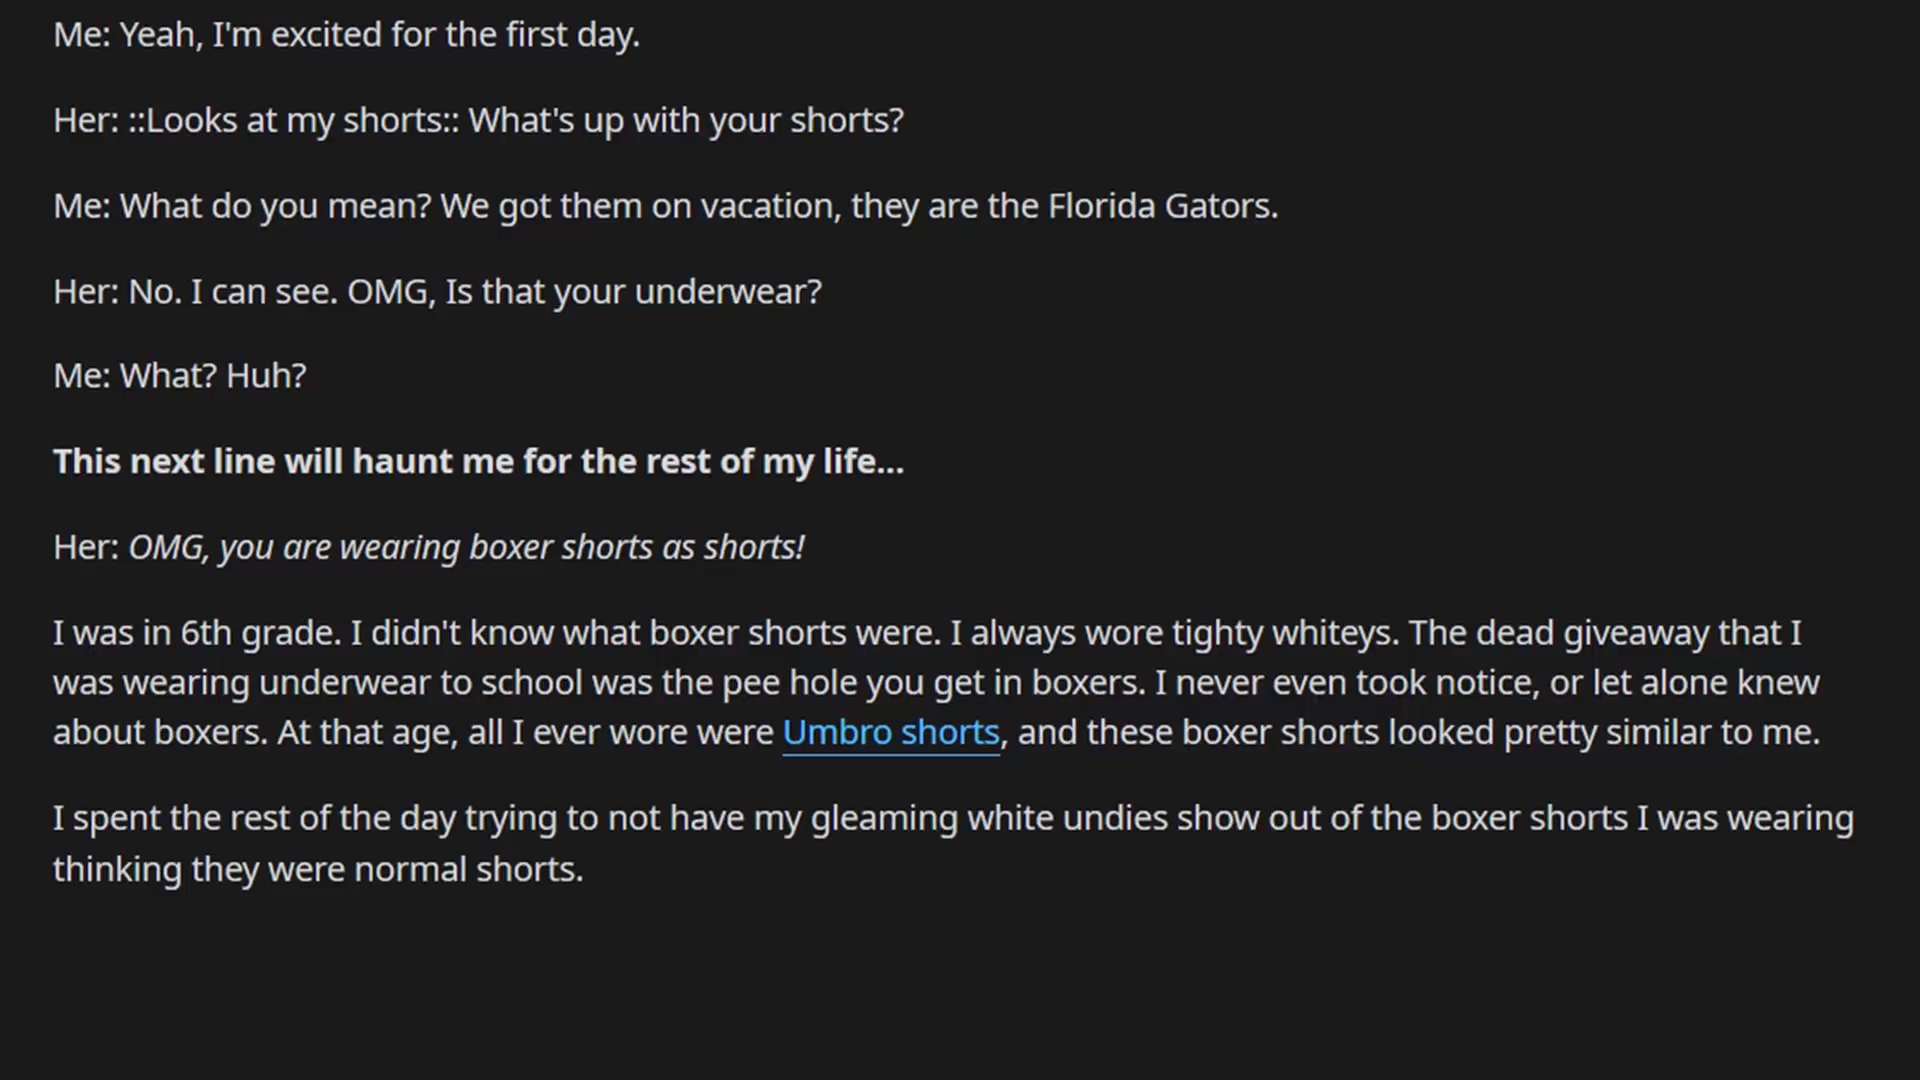 Me: Yeah, I'm excited for the first day.
Her: ::Looks at my shorts:: What's up with your shorts?
Me: What do you mean? We got them on vacation, they are the Florida Gators.
Her: No. I can see. OMG, Is that your underwear?
Me: What? Huh?
This next line will haunt me for the rest of my life...
Her: OMG, you are wearing boxer shorts as shorts!
I was in 6th grade. I didn't know what boxer shorts were. I always wore tighty whiteys. The dead giveaway that I
was wearing underwear to school was the pee hole you get in boxers. I never even took notice, or let alone knew
about boxers. At that age, all I ever wore were Umbro shorts, and these boxer shorts looked pretty similar to me.
I spent the rest of the day trying to not have my gleaming white undies show out of the boxer shorts I was wearing
thinking they were normal shorts.